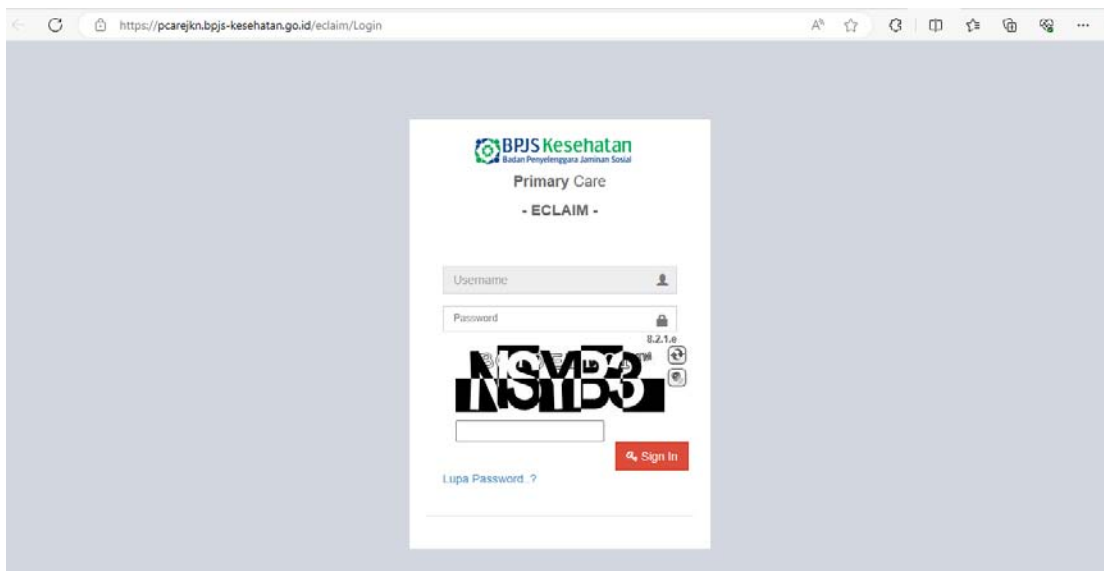 https://pcarejkn.bpjs-kesehatan.go.id/eclaim/Login
BPJS Kesehatan
Badan Penyelenggara Jaminan Sosial
Primary Care
- ECLAIM -
Username
Password
8.2.1.e
NSYB3
Sign In
Lupa Password..?